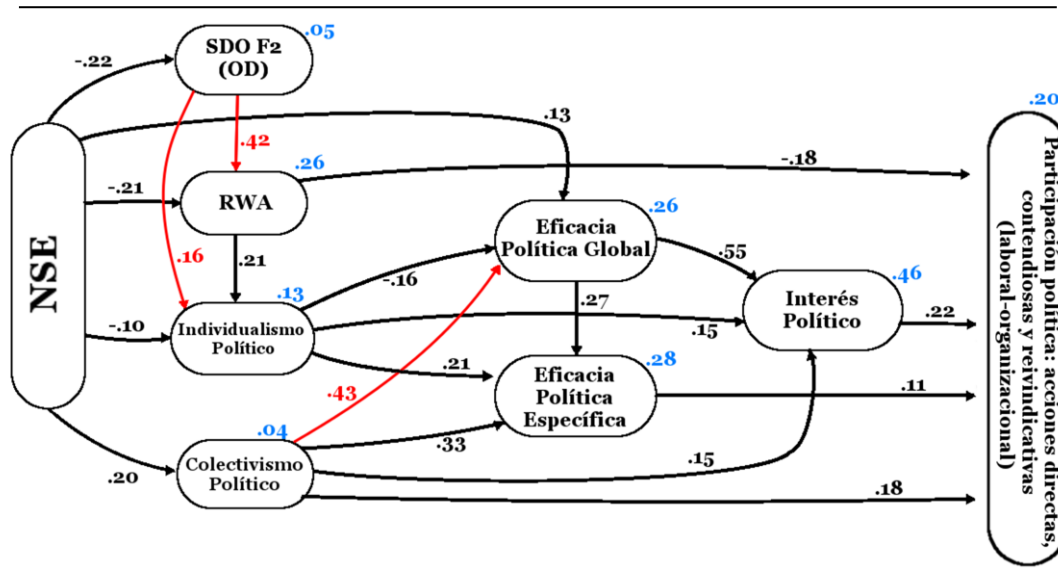 .05
SDO F2
(OD)
-.22
.13
.20
.42
.26
-.18
-.21
RWA
Eficacia
Política Global
.26
.55
.16
.21
-.16
.13
.46
NSE
Interés
Político
.27
-.10
Individualismo
Político
.15
.22
.21
.28
Eficacia
Política
Específica
.43
.11
.04
.33
Colectivismo
Político
.20
.15
.18
Participación política: acciones directas,
contendiosas y reivindicativas
(laboral-organizacional)